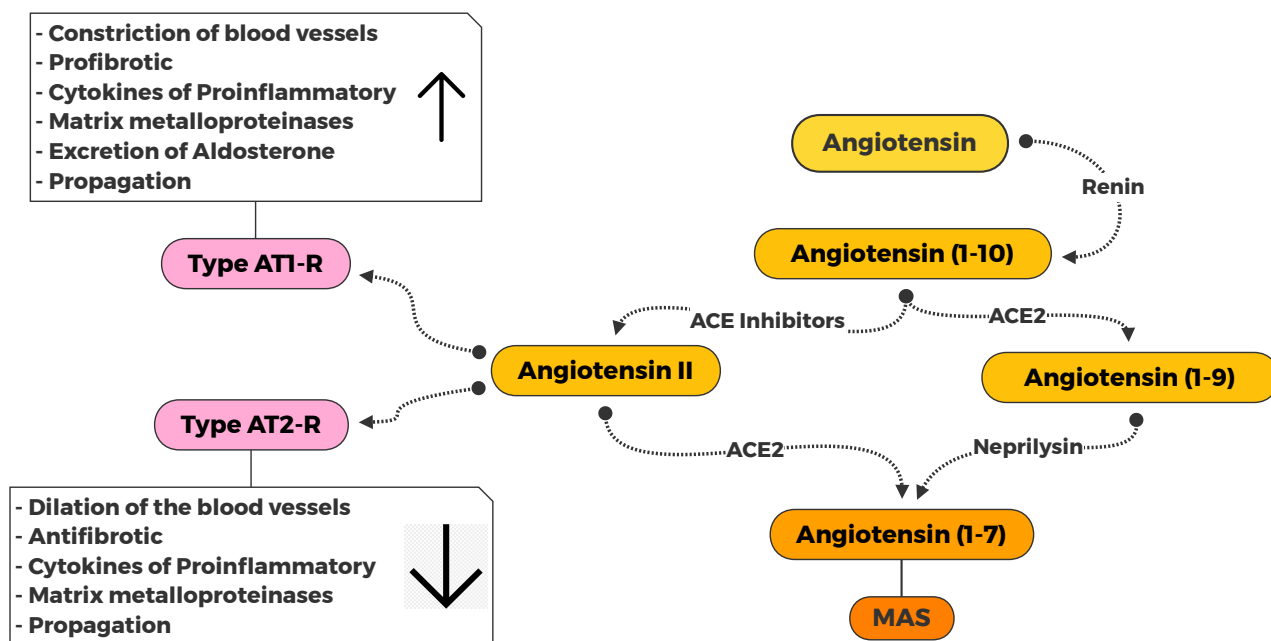 - Constriction of blood vessels
- Profibrotic
- Cytokines of Proinflammatory
- Matrix metalloproteinases
- Excretion of Aldosterone
- Propagation
Angiotensin
Renin
Type AT1-R
Angiotensin (1-10)
ACE Inhibitors
ACE2
Angiotensin II
Angiotensin (1-9)
Type AT2-R
ACE2
Neprilysin
- Dilation of the blood vessels
- Antifibrotic
- Cytokines of Proinflammatory
- Matrix metalloproteinases
- Propagation
Angiotensin (1-7)
MAS